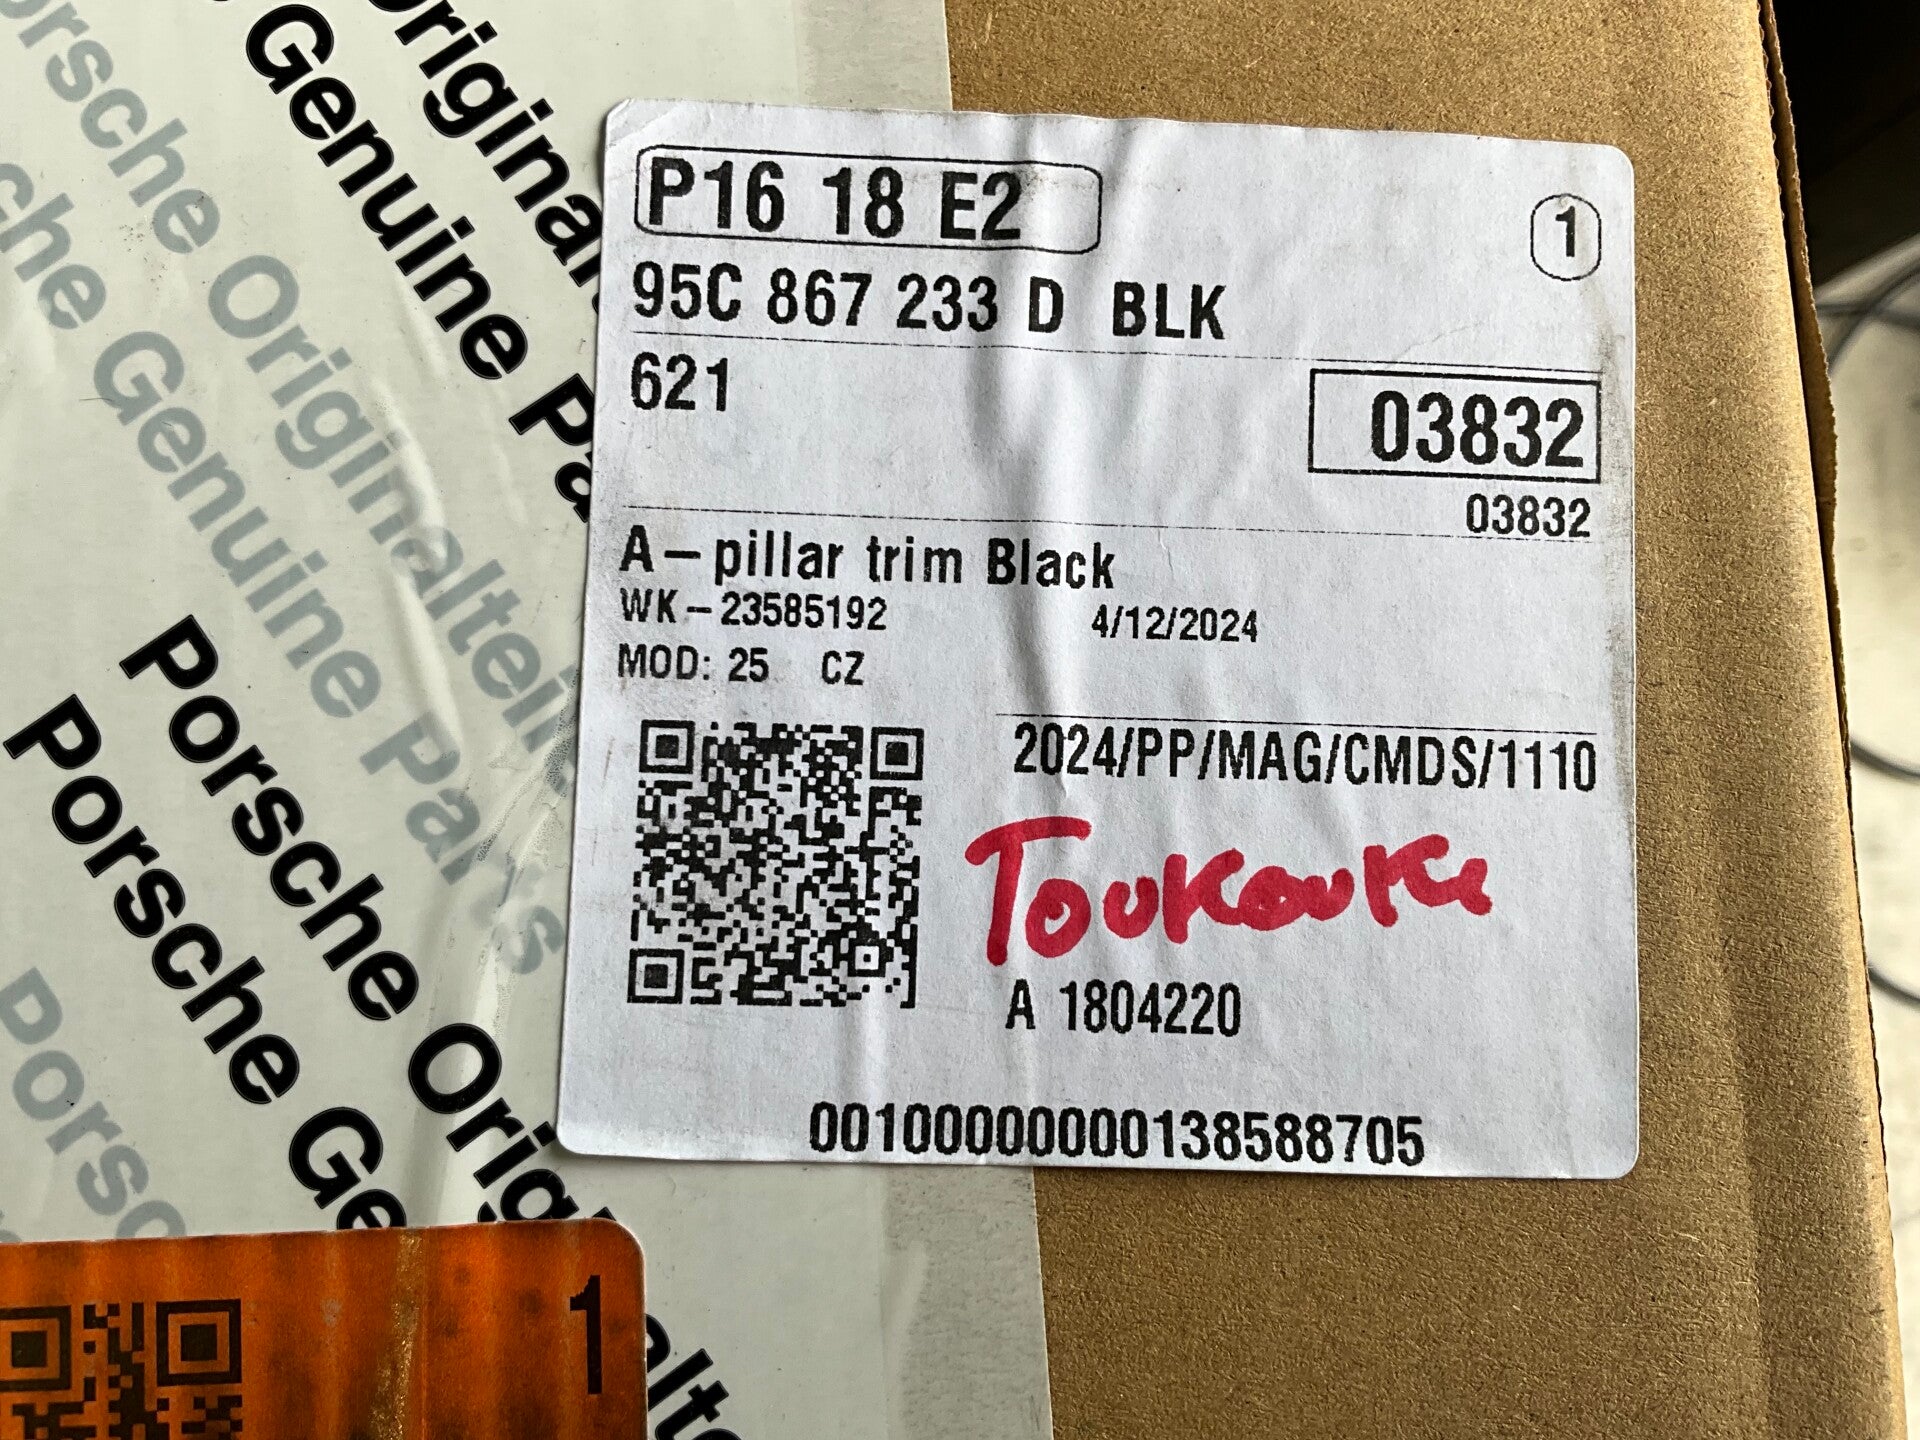 Porsche Originalteile
Porsche Genuine Parts
Porsche Originalteile
Porsche Genuine Parts
P16 18 E2
1
95C 867 233 D BLK
621
03832
03832
A-pillar trim Black
WK-23585192 4/12/2024
MOD: 25 CZ
2024/PP/MAG/CMDS/1110
A 1804220
00100000000138588705
1